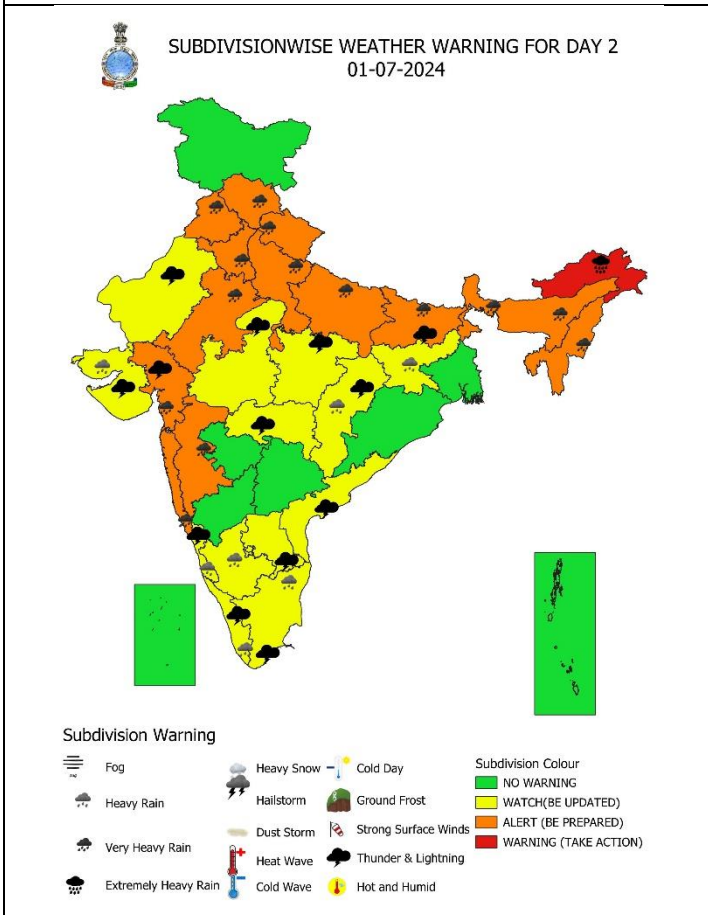 SUBDIVISIONWISE WEATHER WARNING FOR DAY 2
01-07-2024
Subdivision Warning
Fog
Heavy Rain
Very Heavy Rain
Extremely Heavy Rain
Heavy Snow
Hailstorm
Dust Storm
Heat Wave
Cold Wave
Cold Day
Ground Frost
Strong Surface Winds
Thunder & Lightning
Hot and Humid
Subdivision Colour
NO WARNING
WATCH(BE UPDATED)
ALERT (BE PREPARED)
WARNING (TAKE ACTION)